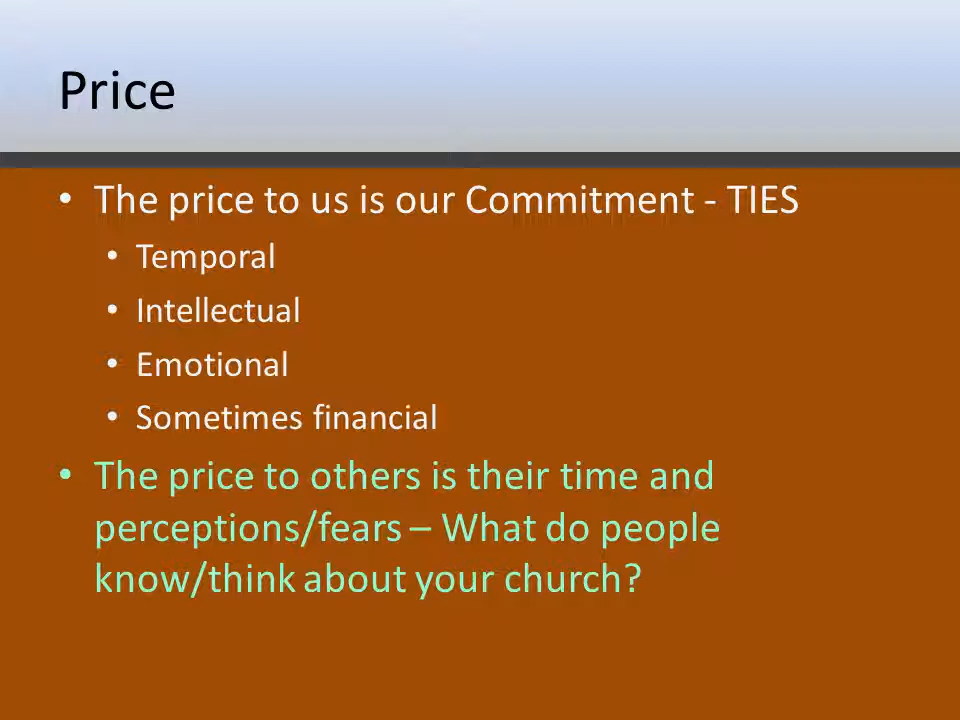 Price
• The price to us is our Commitment - TIES
• Temporal
• Intellectual
• Emotional
• Sometimes financial
• The price to others is their time and
perceptions/fears – What do people
know/think about your church?